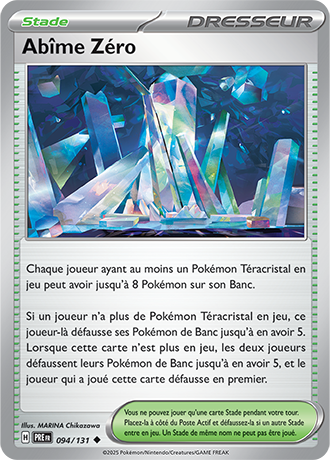 Stade
DRESSEUR
Abîme Zéro
Chaque joueur ayant au moins un Pokémon Téracristal en
jeu peut avoir jusqu'à 8 Pokémon sur son Banc.
Si un joueur n'a plus de Pokémon Téracristal en jeu, ce
joueur-là défausse ses Pokémon de Banc jusqu'à en avoir 5.
Lorsque cette carte n'est plus en jeu, les deux joueurs
défaussent leurs Pokémon de Banc jusqu'à en avoir 5, et le
joueur qui a joué cette carte défausse en premier.
Illus. MARINA Chikazawa
H PRE FR 094/131
Vous ne pouvez jouer qu'une carte Stade pendant votre tour.
Placez-la à côté du Poste Actif et défaussez-la si un autre Stade
entre en jeu. Un Stade de même nom ne peut pas être joué.
©2025 Pokémon/Nintendo/Creatures/GAME FREAK